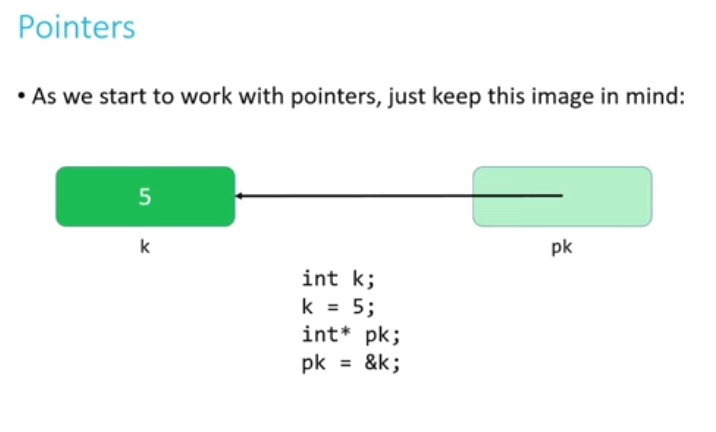 Pointers
• As we start to work with pointers, just keep this image in mind:
5
k
pk
int k;
k = 5;
int* pk;
pk = &k;